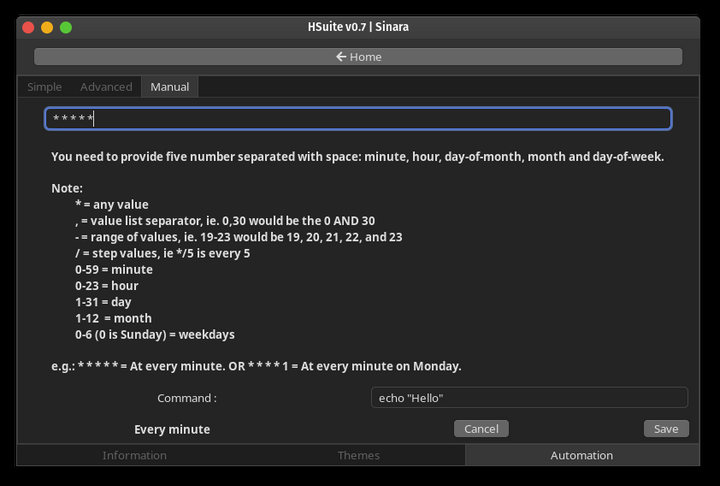 HSuite v0.7 | Sinara
← Home
Simple Advanced Manual
* * * * *
You need to provide five number separated with space: minute, hour, day-of-month, month and day-of-week.
Note:
* = any value
, = value list separator, ie. 0,30 would be the 0 AND 30
- = range of values, ie. 19-23 would be 19, 20, 21, 22, and 23
/ = step values, ie */5 is every 5
0-59 = minute
0-23 = hour
1-31 = day
1-12 = month
0-6 (0 is Sunday) = weekdays
e.g.: * * * * * = At every minute. OR * * * * 1 = At every minute on Monday.
Command : echo "Hello"
Every minute Cancel Save
Information Themes Automation